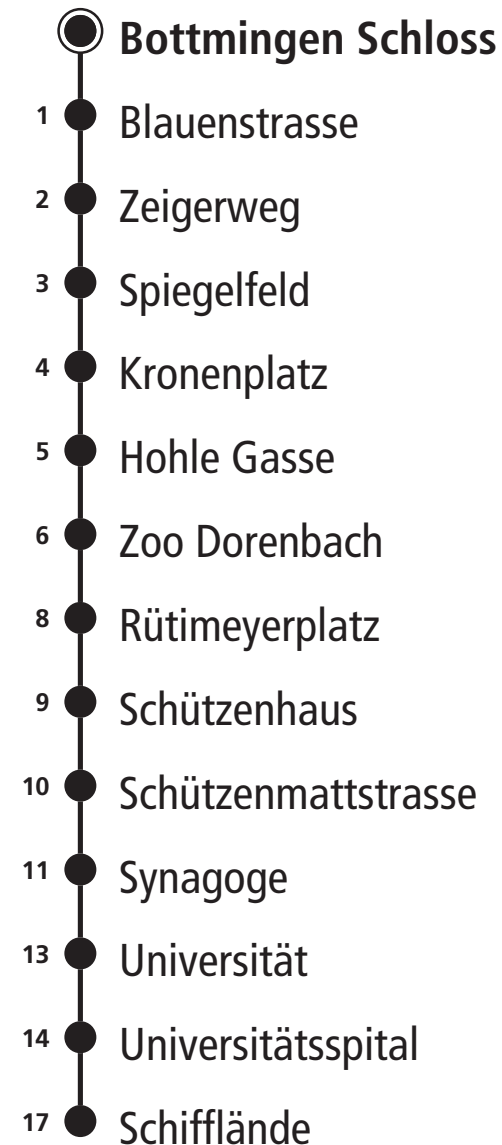 Bottmingen Schloss
1 Blauenstrasse
2 Zeigerweg
3 Spiegelfeld
4 Kronenplatz
5 Hohle Gasse
6 Zoo Dorenbach
8 Rütimeyerplatz
9 Schützenhaus
10 Schützenmattstrasse
11 Synagoge
13 Universität
14 Universitätsspital
17 Schifflände